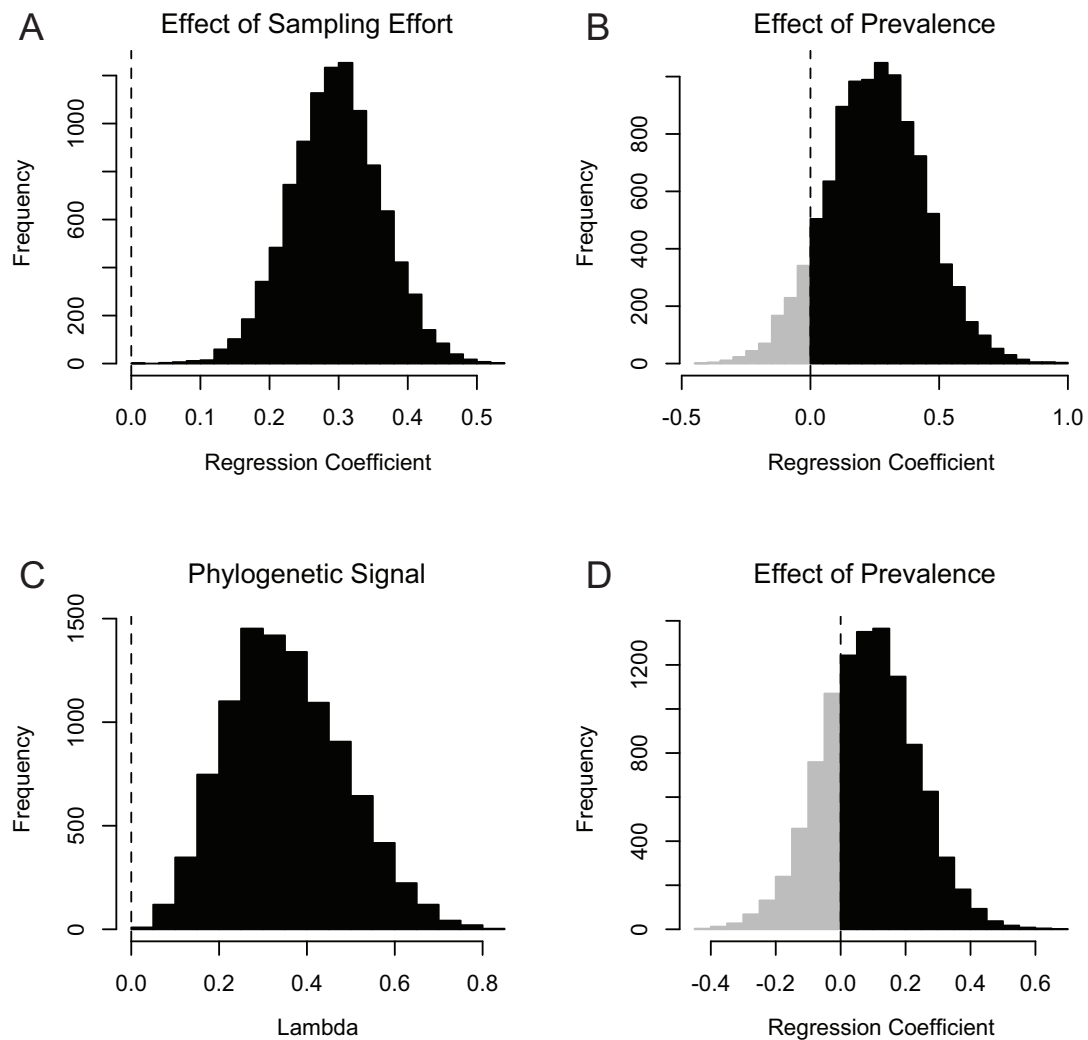 A
Effect of Sampling Effort
Frequency
0
200
600
1000
0.0 0.1 0.2 0.3 0.4 0.5
Regression Coefficient
B
Effect of Prevalence
Frequency
0
200
400
600
800
-0.5 0.0 0.5 1.0
Regression Coefficient
C
Phylogenetic Signal
Frequency
0
500
1000
1500
0.0 0.2 0.4 0.6 0.8
Lambda
D
Effect of Prevalence
Frequency
0
400
800
1200
-0.4 -0.2 0.0 0.2 0.4 0.6
Regression Coefficient